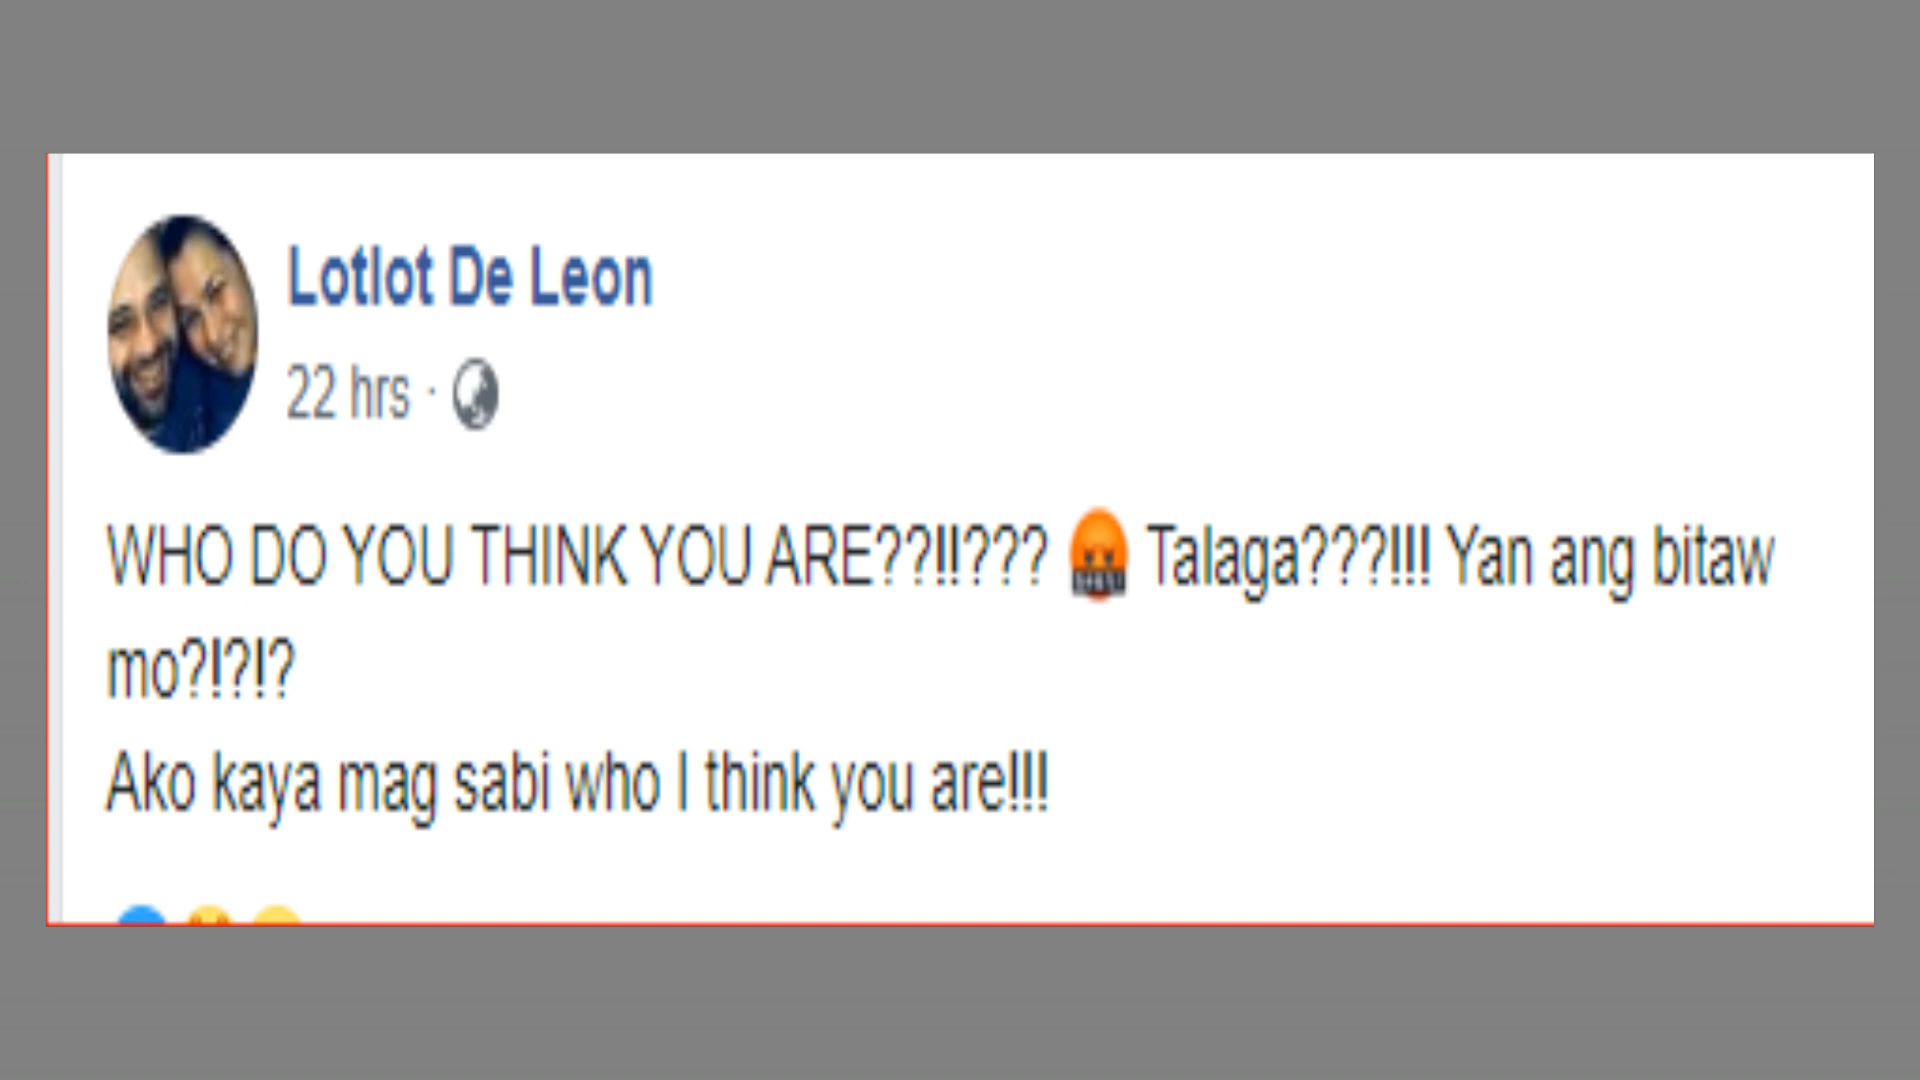 Lotlot De Leon
22 hrs ·
WHO DO YOU THINK YOU ARE??!!??? 🤬 Talaga???!!! Yan ang bitaw
mo?!?!?
Ako kaya mag sabi who I think you are!!!